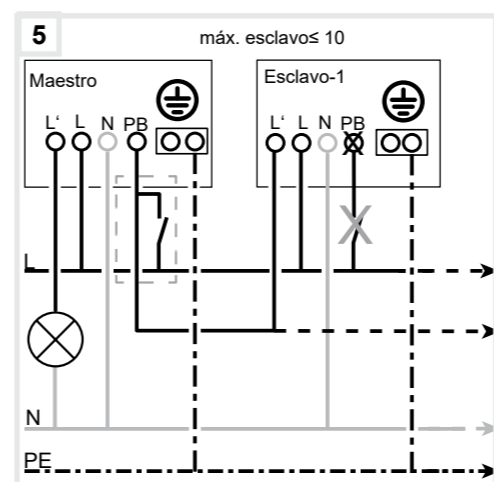 5
máx. esclavo≤ 10
Maestro
Esclavo-1
L‘ L N PB
L‘ L N PB
L
N
PE